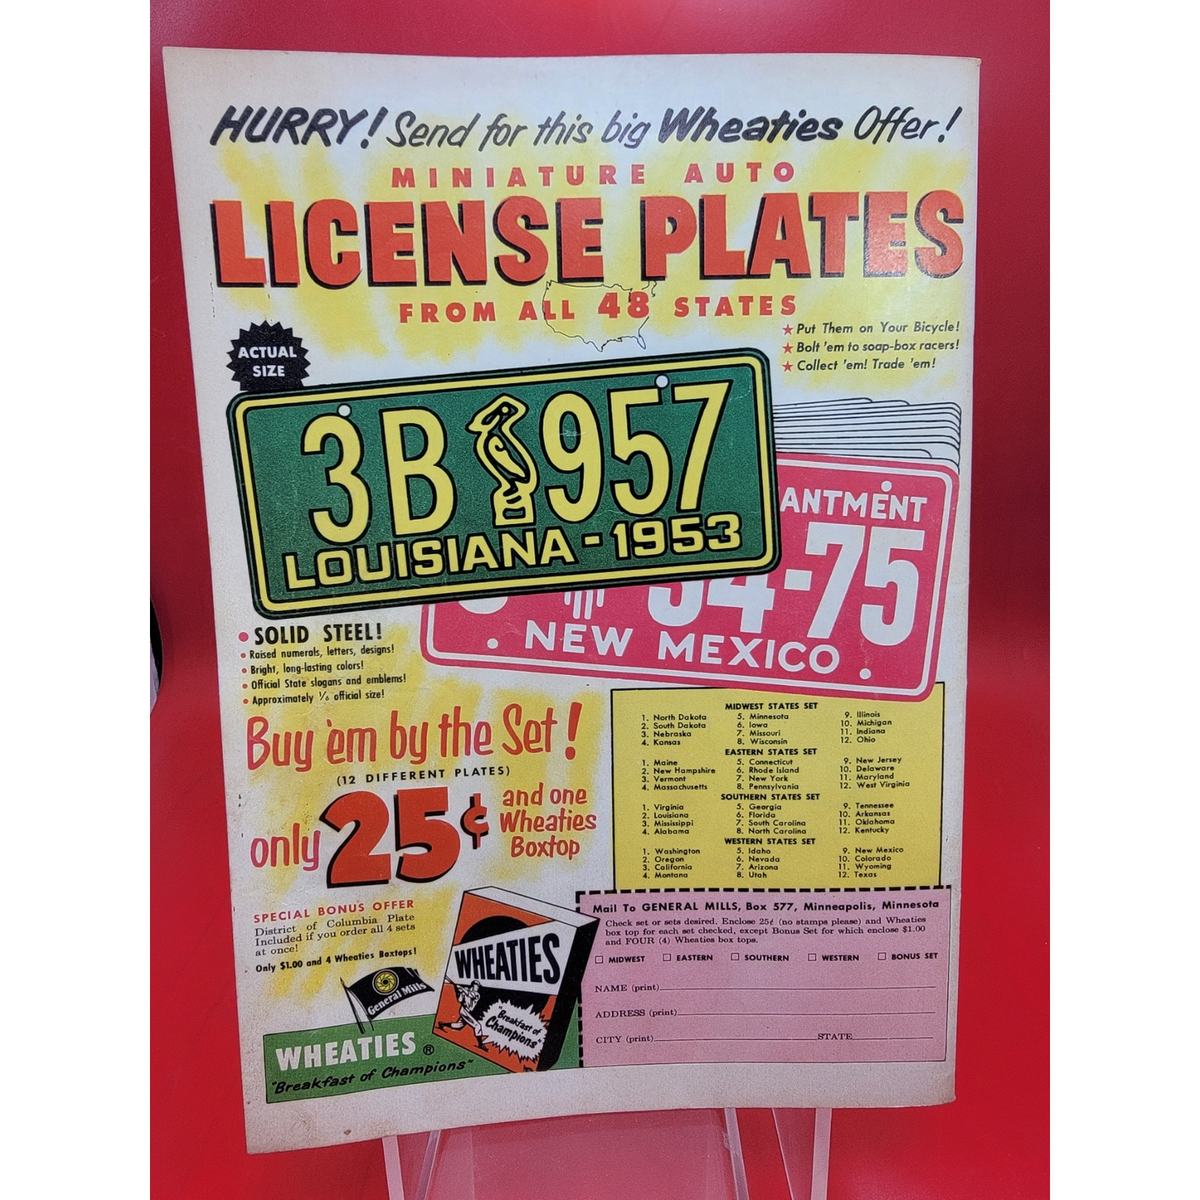 HURRY! Send for this big Wheaties Offer!
MINIATURE AUTO
LICENSE PLATES
FROM ALL 48 STATES
★ Put Them on Your Bicycle!
★ Bolt 'em to soap-box racers!
★ Collect 'em! Trade 'em!
ACTUAL
SIZE
3B 957
LOUISIANA-1953
ANTMENT
54-75
NEW MEXICO
• SOLID STEEL!
• Raised numerals, letters, designs!
• Bright, long-lasting colors!
• Official State slogans and emblems!
• Approximately ⅙ official size!
Buy 'em by the Set!
(12 DIFFERENT PLATES)
only 25¢
and one
Wheaties
Boxtop
MIDWEST STATES SET
1. North Dakota 5. Minnesota 9. Illinois
2. South Dakota 6. Iowa 10. Michigan
3. Nebraska 7. Missouri 11. Indiana
4. Kansas 8. Wisconsin 12. Ohio
EASTERN STATES SET
1. Maine 5. Connecticut 9. New Jersey
2. New Hampshire 6. Rhode Island 10. Delaware
3. Vermont 7. New York 11. Maryland
4. Massachusetts 8. Pennsylvania 12. West Virginia
SOUTHERN STATES SET
1. Virginia 5. Georgia 9. Tennessee
2. Louisiana 6. Florida 10. Arkansas
3. Mississippi 7. South Carolina 11. Oklahoma
4. Alabama 8. North Carolina 12. Kentucky
WESTERN STATES SET
1. Washington 5. Idaho 9. New Mexico
2. Oregon 6. Nevada 10. Colorado
3. California 7. Arizona 11. Wyoming
4. Montana 8. Utah 12. Texas
SPECIAL BONUS OFFER
District of Columbia Plate
Included if you order all 4 sets
at once!
Only $1.00 and 4 Wheaties Boxtops!
General Mills
WHEATIES
"Breakfast of
Champions"
WHEATIES ®
"Breakfast of Champions"
Mail To GENERAL MILLS, Box 577, Minneapolis, Minnesota
Check set or sets desired. Enclose 25¢ (no stamps please) and Wheaties
box top for each set checked, except Bonus Set for which enclose $1.00
and FOUR (4) Wheaties box tops.
☐ MIDWEST ☐ EASTERN ☐ SOUTHERN ☐ WESTERN ☐ BONUS SET
NAME (print)
ADDRESS (print)
CITY (print) STATE